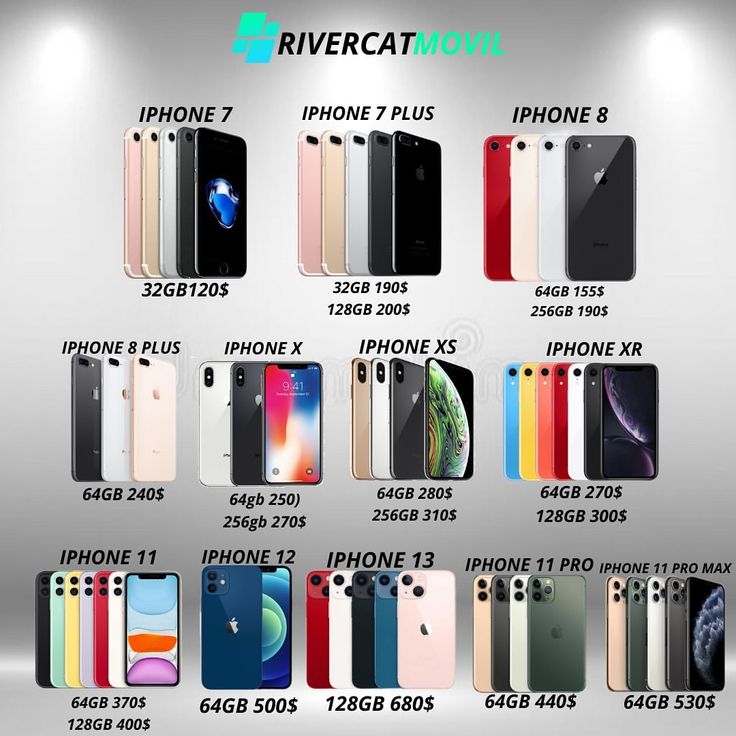 RIVERCATMOVIL
IPHONE 7
IPHONE 7 PLUS
IPHONE 8
32GB120$
32GB 190$
128GB 200$
64GB 155$
256GB 190$
IPHONE 8 PLUS
IPHONE X
IPHONE XS
IPHONE XR
9:41
64GB 240$
64gb 250)
256gb 270$
64GB 280$
256GB 310$
64GB 270$
128GB 300$
IPHONE 11
IPHONE 12
IPHONE 13
IPHONE 11 PRO
IPHONE 11 PRO MAX
64GB 370$
128GB 400$
64GB 500$
128GB 680$
64GB 440$
64GB 530$